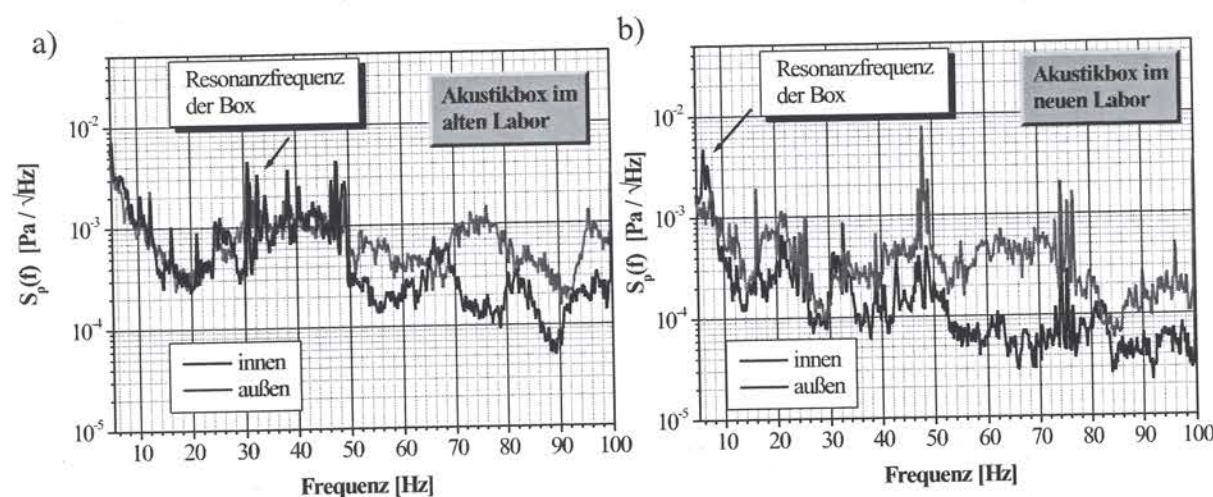 a)
Resonanzfrequenz
der Box
Akustikbox im
alten Labor
10⁻²
10⁻³
10⁻⁴
10⁻⁵
S_p(f) [Pa / √Hz]
innen
außen
10 20 30 40 50 60 70 80 90 100
Frequenz [Hz]
b)
Resonanzfrequenz
der Box
Akustikbox im
neuen Labor
10⁻²
10⁻³
10⁻⁴
10⁻⁵
S_p(f) [Pa / √Hz]
innen
außen
10 20 30 40 50 60 70 80 90 100
Frequenz [Hz]